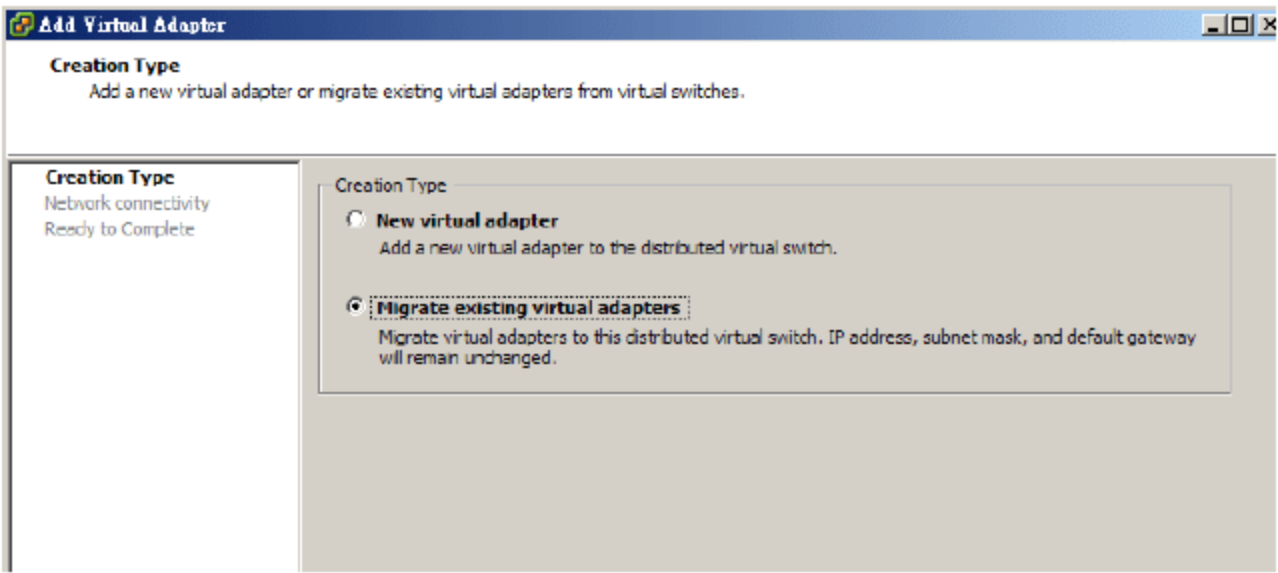 Add Virtual Adapter
Creation Type
Add a new virtual adapter or migrate existing virtual adapters from virtual switches.
Creation Type
Network connectivity
Ready to Complete
Creation Type
New virtual adapter
Add a new virtual adapter to the distributed virtual switch.
Migrate existing virtual adapters
Migrate virtual adapters to this distributed virtual switch. IP address, subnet mask, and default gateway
will remain unchanged.